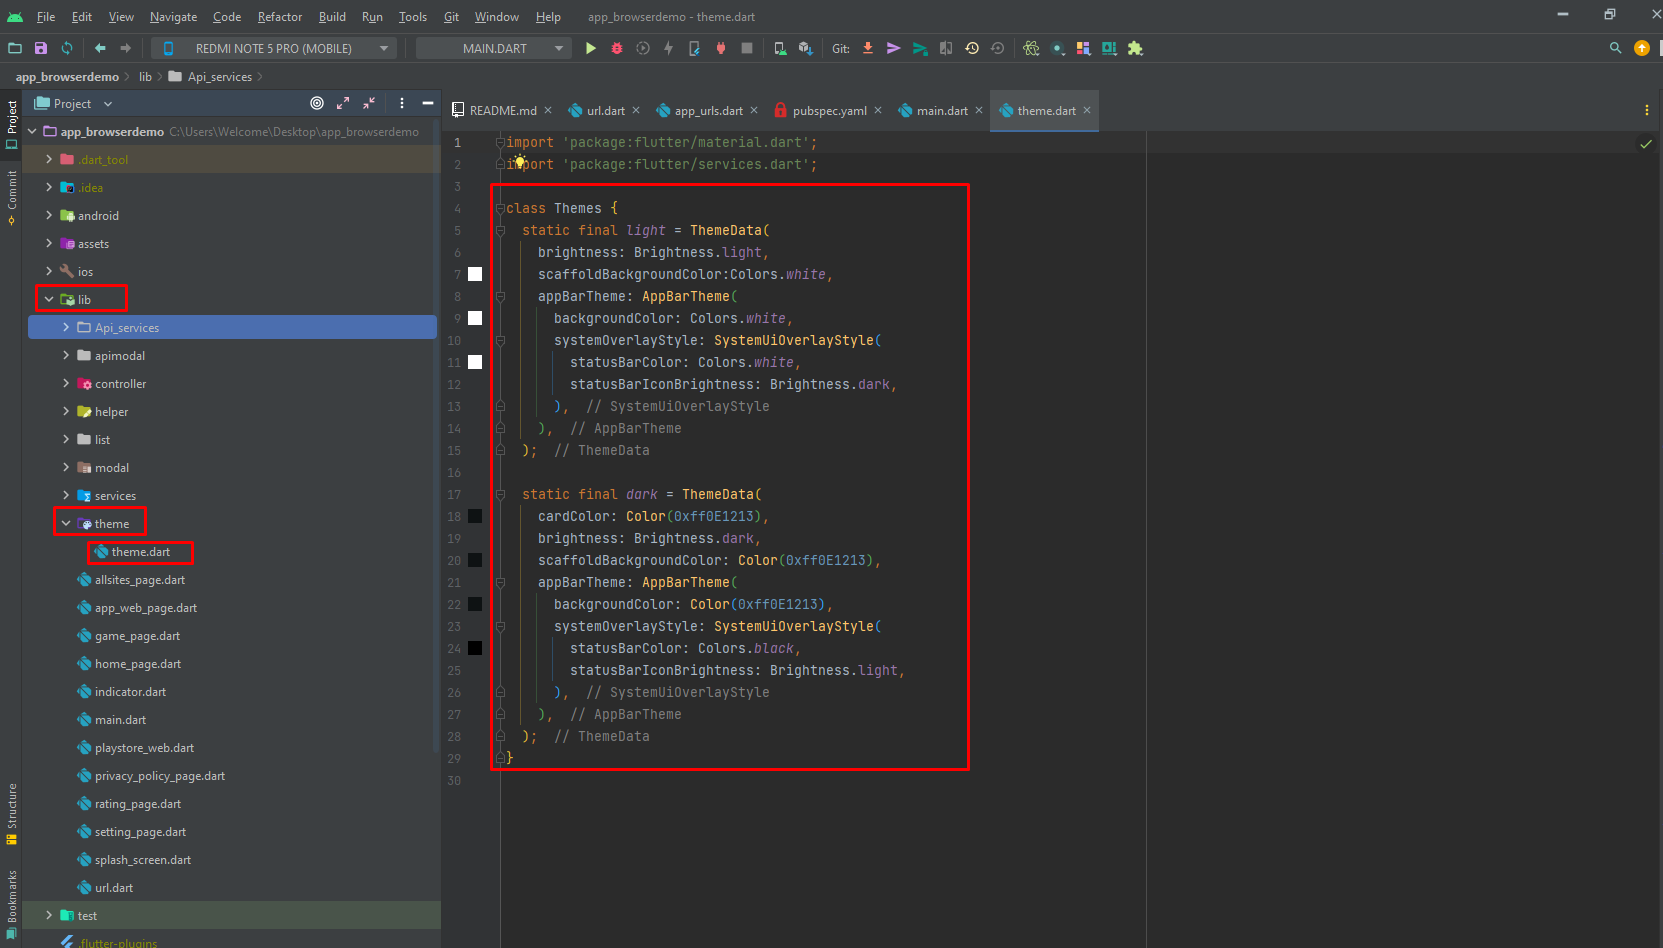 File Edit View Navigate Code Refactor Build Run Tools Git Window Help app_browserdemo - theme.dart
REDMI NOTE 5 PRO (MOBILE) MAIN.DART Git:
app_browserdemo lib Api_services
Project
Commit
Structure
Bookmarks
Project
app_browserdemo C:\Users\Welcome\Desktop\app_browserdemo
.dart_tool
.idea
android
assets
ios
lib
Api_services
apimodal
controller
helper
list
modal
services
theme
theme.dart
allsites_page.dart
app_web_page.dart
game_page.dart
home_page.dart
indicator.dart
main.dart
playstore_web.dart
privacy_policy_page.dart
rating_page.dart
setting_page.dart
splash_screen.dart
url.dart
test
.flutter-plugins
README.md url.dart app_urls.dart pubspec.yaml main.dart theme.dart
1 import 'package:flutter/material.dart';
2 import 'package:flutter/services.dart';
3
4 class Themes {
5 static final light = ThemeData(
6 brightness: Brightness.light,
7 scaffoldBackgroundColor:Colors.white,
8 appBarTheme: AppBarTheme(
9 backgroundColor: Colors.white,
10 systemOverlayStyle: SystemUiOverlayStyle(
11 statusBarColor: Colors.white,
12 statusBarIconBrightness: Brightness.dark,
13 ), // SystemUiOverlayStyle
14 ), // AppBarTheme
15 ); // ThemeData
16
17 static final dark = ThemeData(
18 cardColor: Color(0xff0E1213),
19 brightness: Brightness.dark,
20 scaffoldBackgroundColor: Color(0xff0E1213),
21 appBarTheme: AppBarTheme(
22 backgroundColor: Color(0xff0E1213),
23 systemOverlayStyle: SystemUiOverlayStyle(
24 statusBarColor: Colors.black,
25 statusBarIconBrightness: Brightness.light,
26 ), // SystemUiOverlayStyle
27 ), // AppBarTheme
28 ); // ThemeData
29 }
30